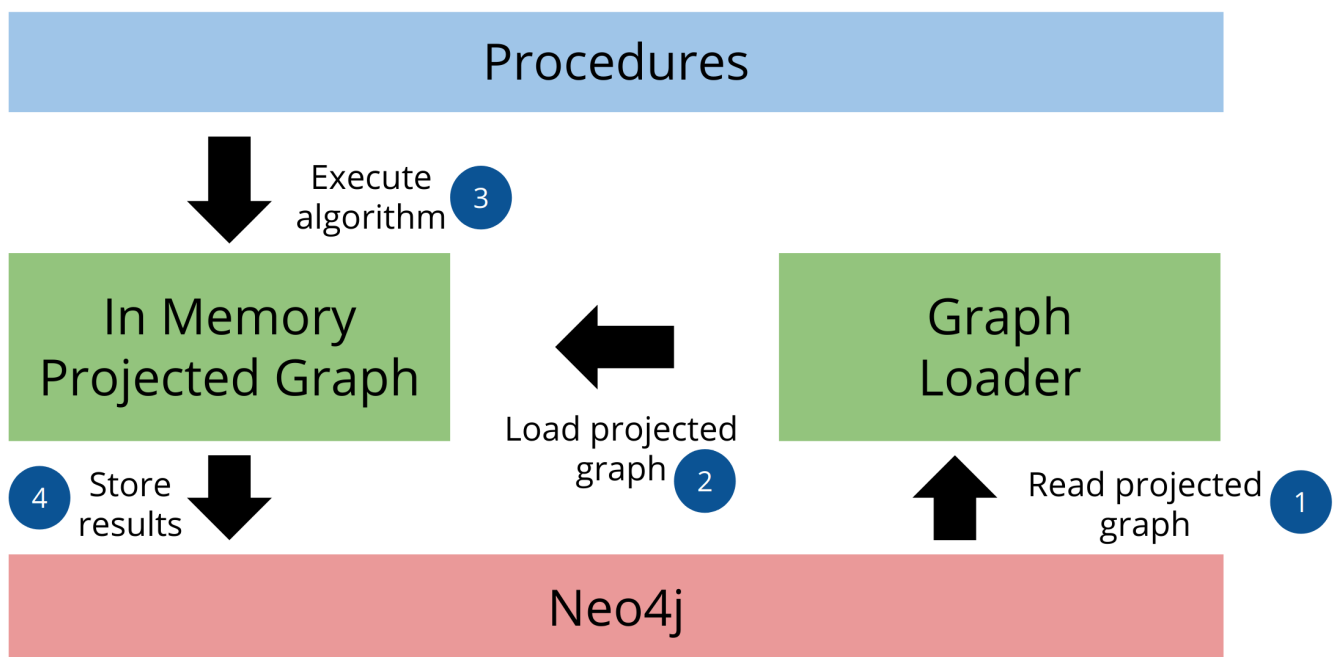 Procedures
Execute
algorithm
3
In Memory
Projected Graph
Graph
Loader
Load projected
graph
2
4
Store
results
Read projected
graph
1
Neo4j